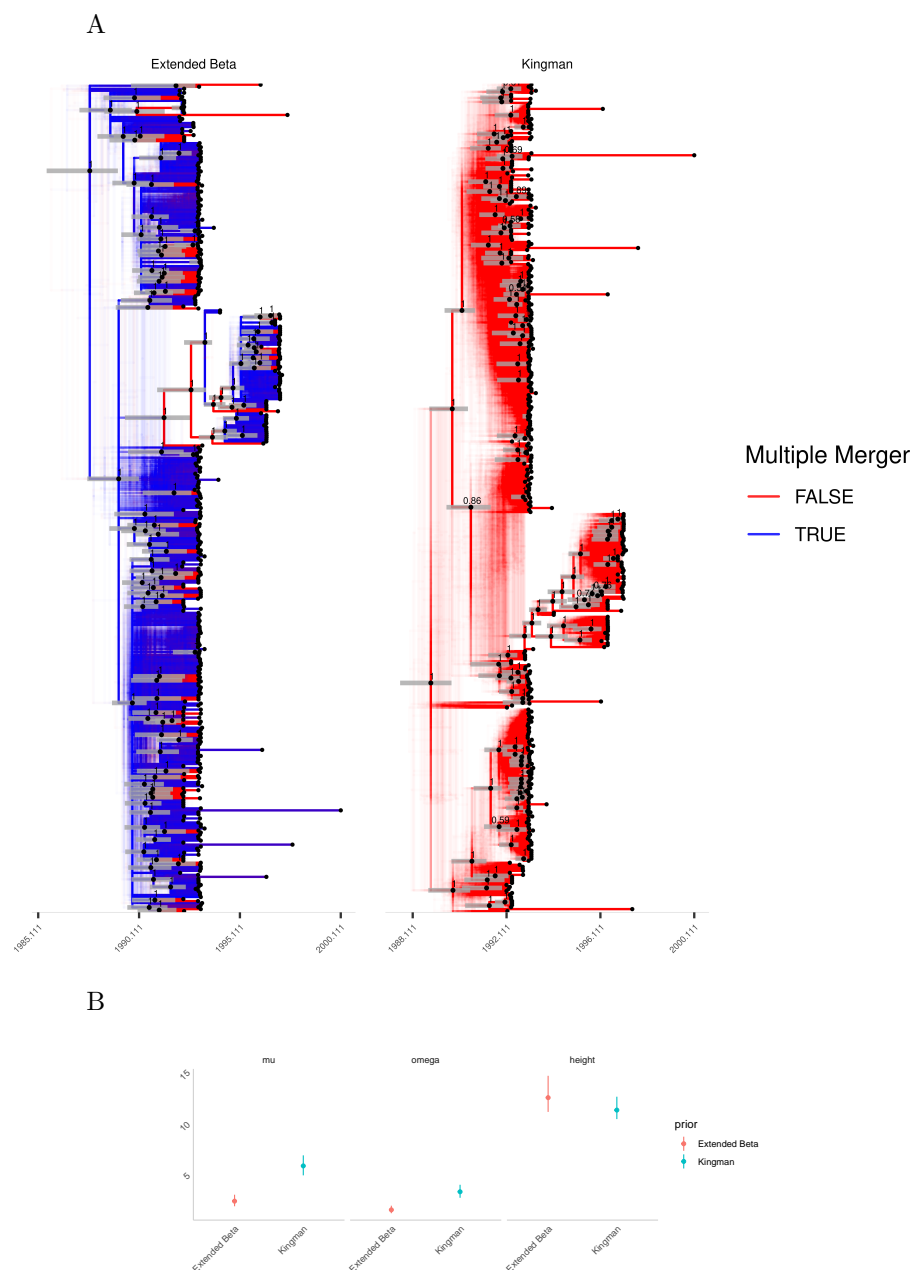 A
Extended Beta
Kingman
0.69
0.86
0.59
Multiple Merger
FALSE
TRUE
1985.111
1990.111
1995.111
2000.111
1988.111
1992.111
1996.111
2000.111
B
mu
omega
height
15
10
5
prior
Extended Beta
Kingman
Extended Beta
Kingman
Extended Beta
Kingman
Extended Beta
Kingman